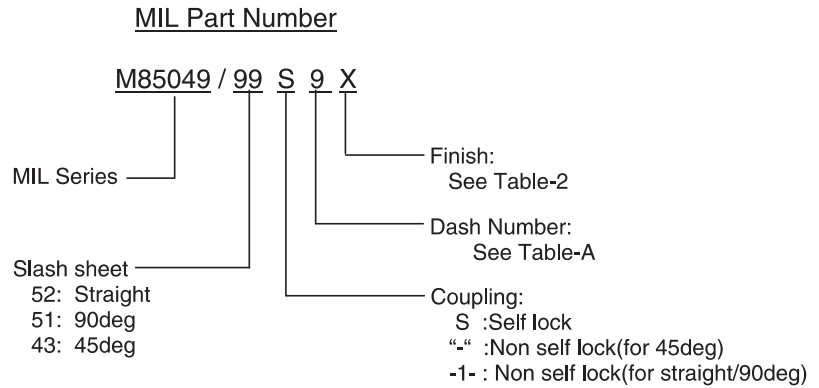 MIL Part Number
M85049 / 99 S 9 X
MIL Series
Finish:
See Table-2
Dash Number:
See Table-A
Slash sheet
52: Straight
51: 90deg
43: 45deg
Coupling:
S :Self lock
“-“ :Non self lock(for 45deg)
-1- : Non self lock(for straight/90deg)